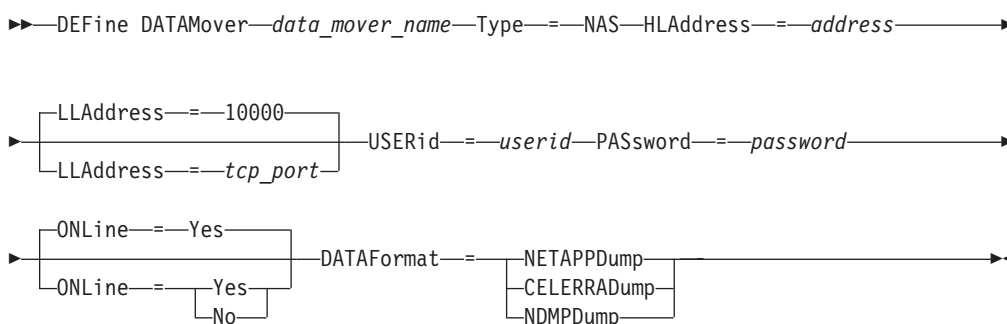 DEFine DATAMover data_mover_name Type = NAS HLAddress = address
LLAddress = 10000
USERid = userid PASsword = password
LLAddress = tcp_port
ONLine = Yes
DATAFormat = NETAPPDump
ONLine = Yes CELERRADump
No NDMPDump